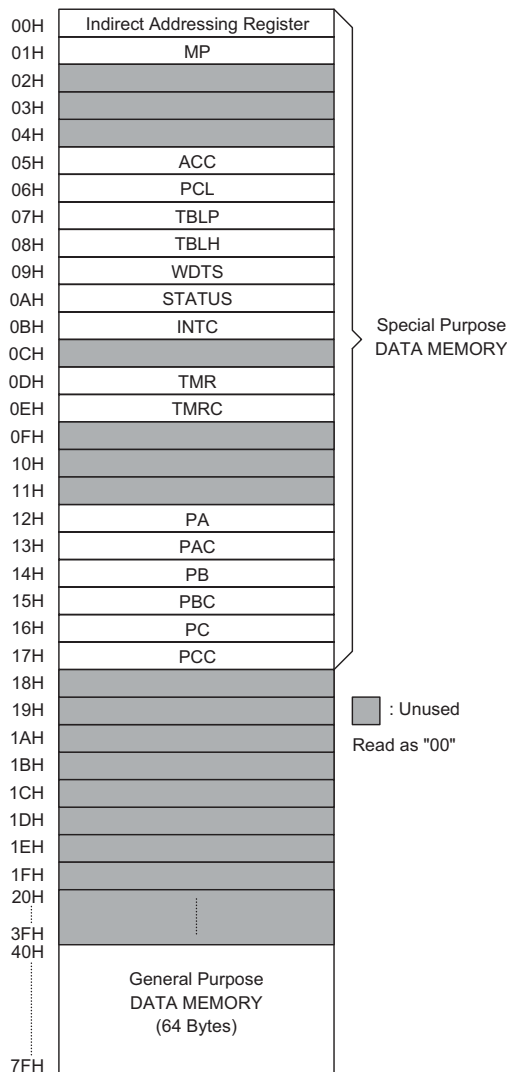 00H Indirect Addressing Register
01H MP
02H
03H
04H
05H ACC
06H PCL
07H TBLP
08H TBLH
09H WDTS
0AH STATUS
0BH INTC
0CH
0DH TMR
0EH TMRC
0FH
10H
11H
12H PA
13H PAC
14H PB
15H PBC
16H PC
17H PCC
18H
19H
1AH
1BH
1CH
1DH
1EH
1FH
20H
3FH
40H
General Purpose
DATA MEMORY
(64 Bytes)
7FH
Special Purpose
DATA MEMORY
: Unused
Read as "00"